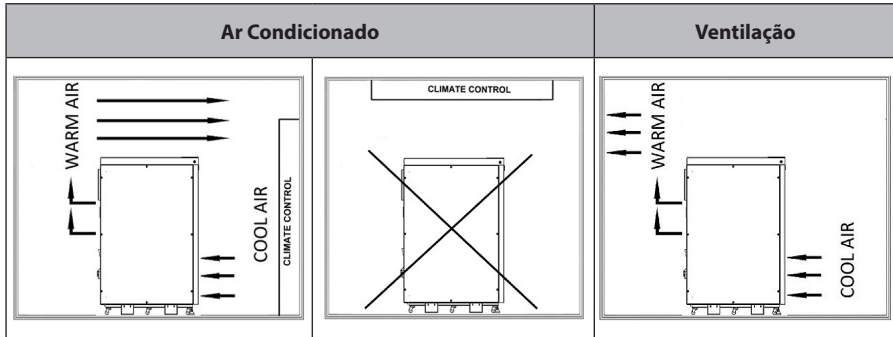 Ar Condicionado
Ventilação
WARM AIR
COOL AIR
CLIMATE CONTROL
CLIMATE CONTROL
WARM AIR
COOL AIR